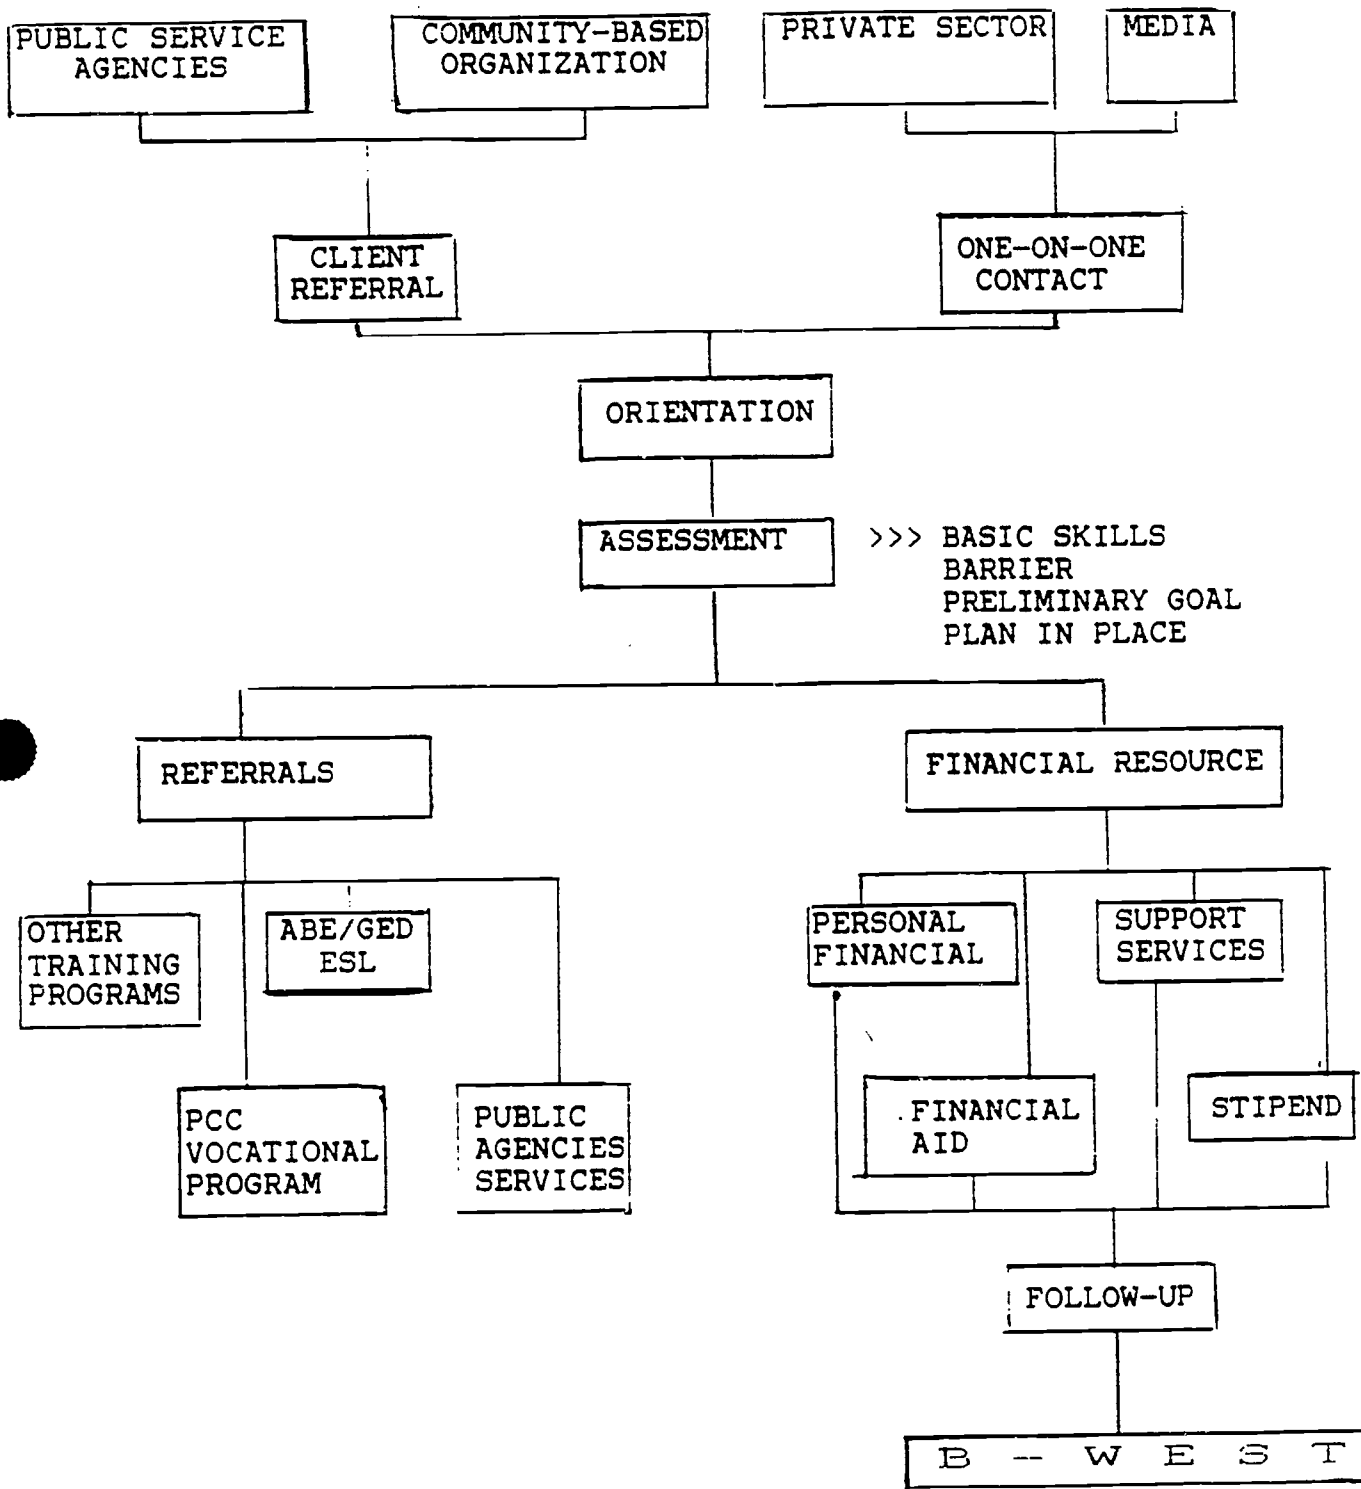 PUBLIC SERVICE
AGENCIES
COMMUNITY-BASED
ORGANIZATION
PRIVATE SECTOR
MEDIA
CLIENT
REFERRAL
ONE-ON-ONE
CONTACT
ORIENTATION
ASSESSMENT
>>> BASIC SKILLS
BARRIER
PRELIMINARY GOAL
PLAN IN PLACE
REFERRALS
FINANCIAL RESOURCE
OTHER
TRAINING
PROGRAMS
ABE/GED
ESL
PERSONAL
FINANCIAL
SUPPORT
SERVICES
PCC
VOCATIONAL
PROGRAM
PUBLIC
AGENCIES
SERVICES
FINANCIAL
AID
STIPEND
FOLLOW-UP
B -- W E S T